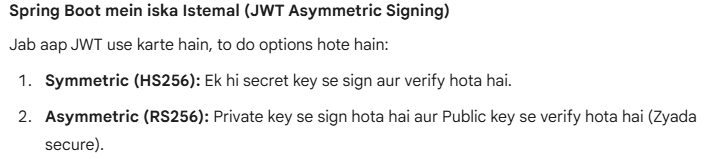 Spring Boot mein iska Istemal (JWT Asymmetric Signing)
Jab aap JWT use karte hain, to do options hote hain:
1. Symmetric (HS256): Ek hi secret key se sign aur verify hota hai.
2. Asymmetric (RS256): Private key se sign hota hai aur Public key se verify hota hai (Zyada
secure).